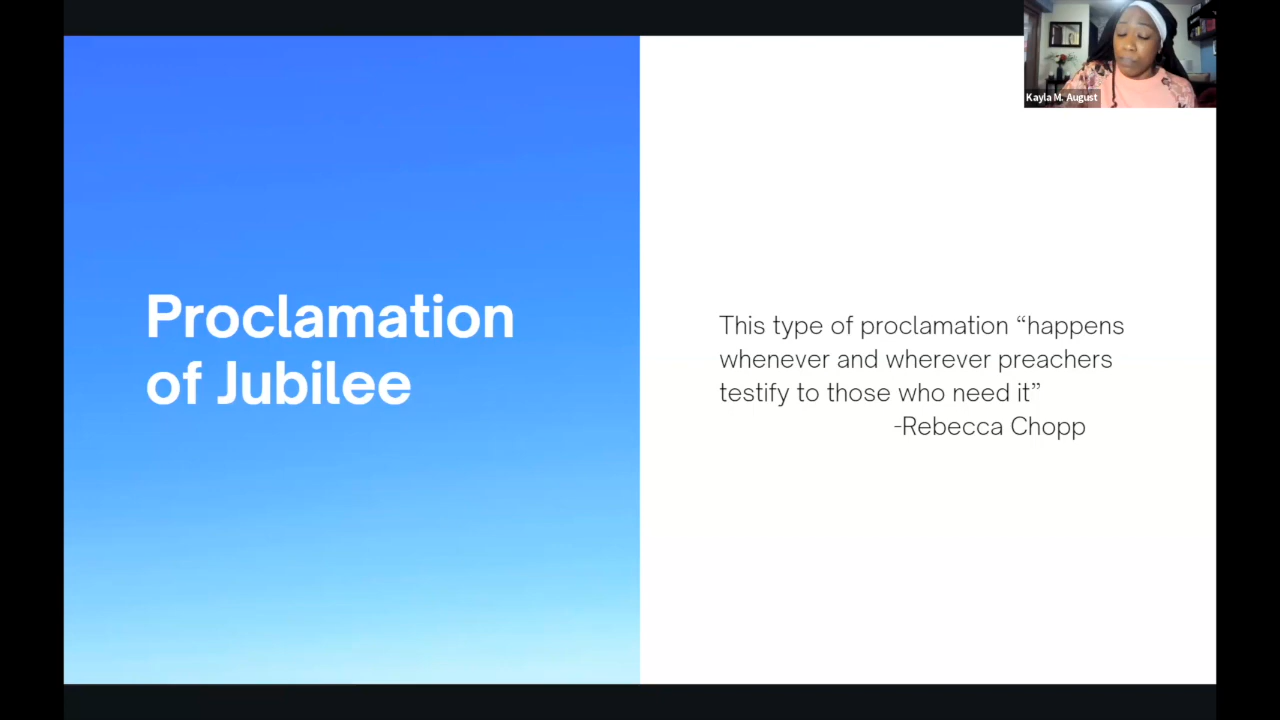 Kayla M. August
Proclamation
of Jubilee
This type of proclamation “happens
whenever and wherever preachers
testify to those who need it”
-Rebecca Chopp